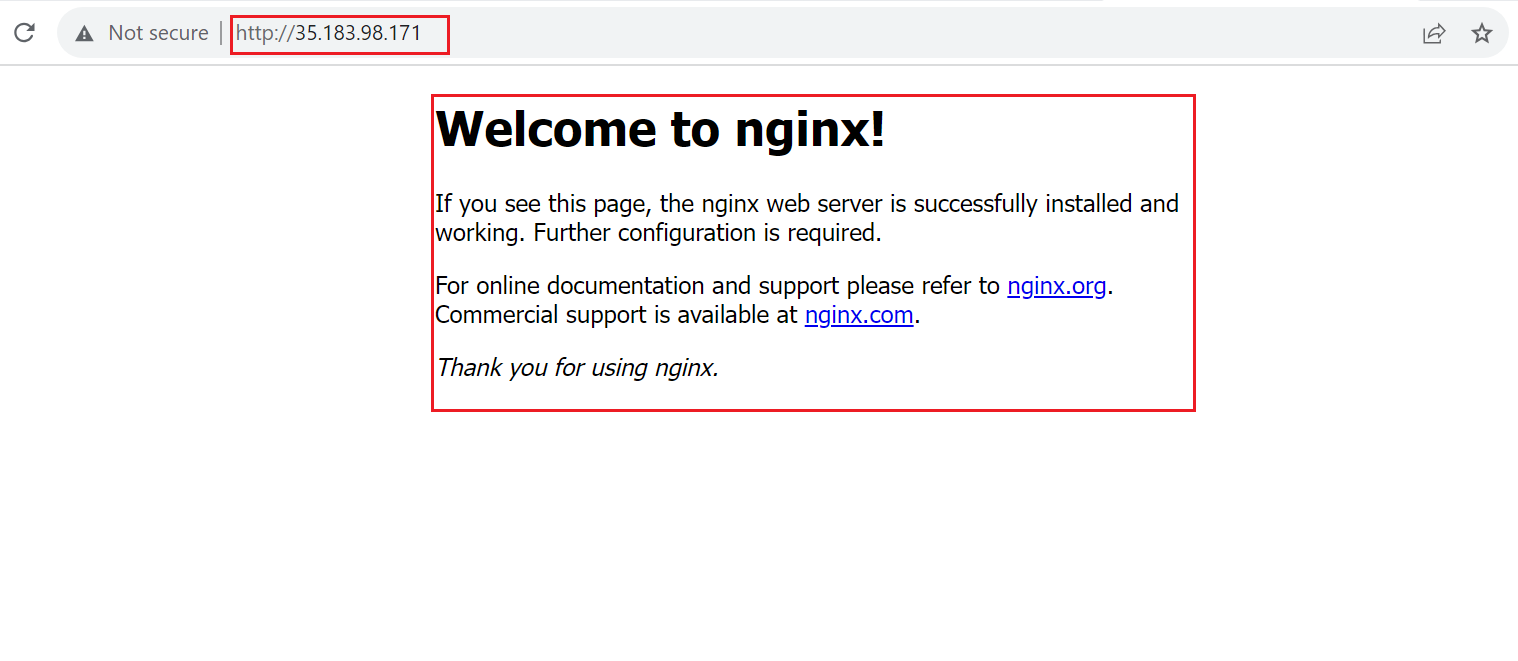 Not secure | http://35.183.98.171
Welcome to nginx!
If you see this page, the nginx web server is successfully installed and
working. Further configuration is required.
For online documentation and support please refer to nginx.org.
Commercial support is available at nginx.com.
Thank you for using nginx.